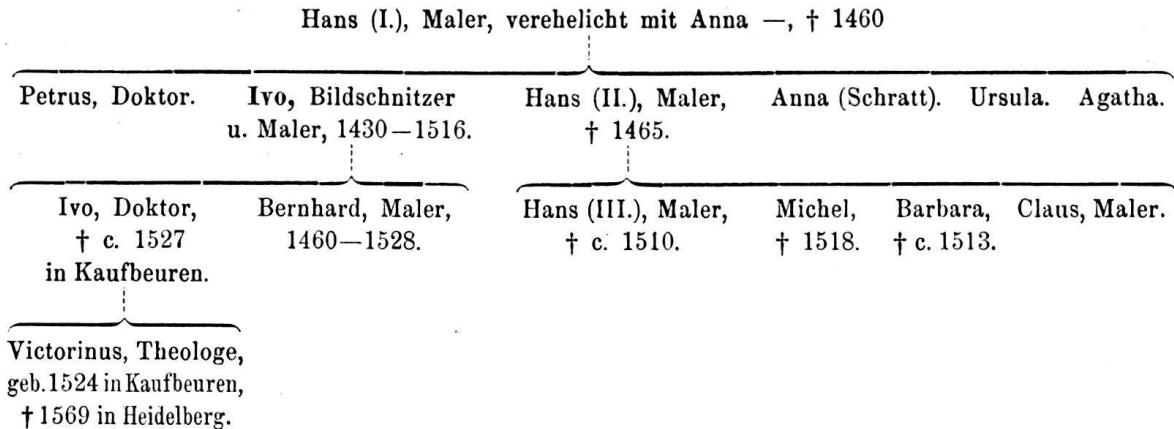 Hans (I.), Maler, verehelicht mit Anna —, † 1460
Petrus, Doktor. Ivo, Bildschnitzer Hans (II.), Maler, Anna (Schratt). Ursula. Agatha.
u. Maler, 1430—1516. † 1465.
Ivo, Doktor, Bernhard, Maler, Hans (III.), Maler, Michel, Barbara, Claus, Maler.
† c. 1527 1460—1528. † c. 1510. † 1518. † c. 1513.
in Kaufbeuren.
Victorinus, Theologe,
geb. 1524 in Kaufbeuren,
† 1569 in Heidelberg.